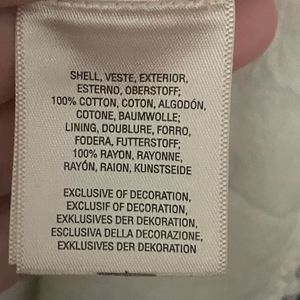 SHELL, VESTE, EXTERIOR,
ESTERNO, OBERSTOFF;
100% COTTON, COTON, ALGODÓN,
COTONE, BAUMWOLLE;
LINING, DOUBLURE, FORRO,
FODERA, FUTTERSTOFF;
100% RAYON, RAYONNE,
RAYÓN, RAION, KUNSTSEIDE
EXCLUSIVE OF DECORATION,
EXCLUSIF OF DECORATION,
EXKLUSIVES DER DEKORATION,
ESCLUSIVA DELLA DECORAZIONE,
EXKLUSIVES DER DEKORATION